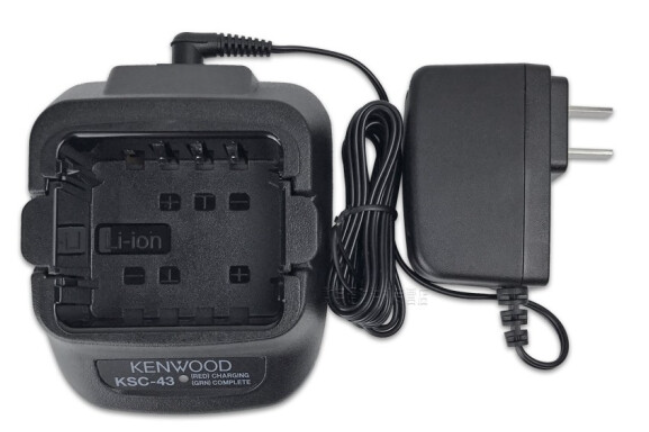 + T -
Li-ion
- T +
KENWOOD
KSC-43 (RED) CHARGING
(GRN) COMPLETE